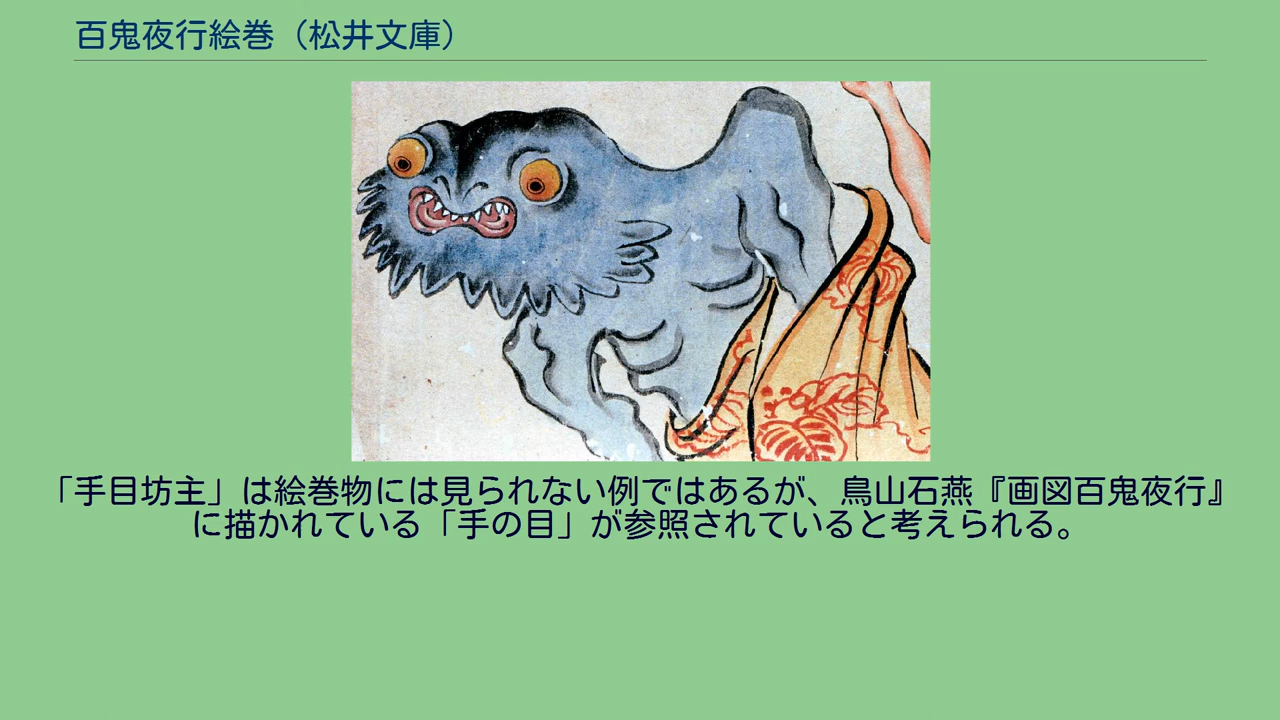 百鬼夜行絵巻（松井文庫）
「手目坊主」は絵巻物には見られない例ではあるが、鳥山石燕『画図百鬼夜行』
に描かれている「手の目」が参照されていると考えられる。